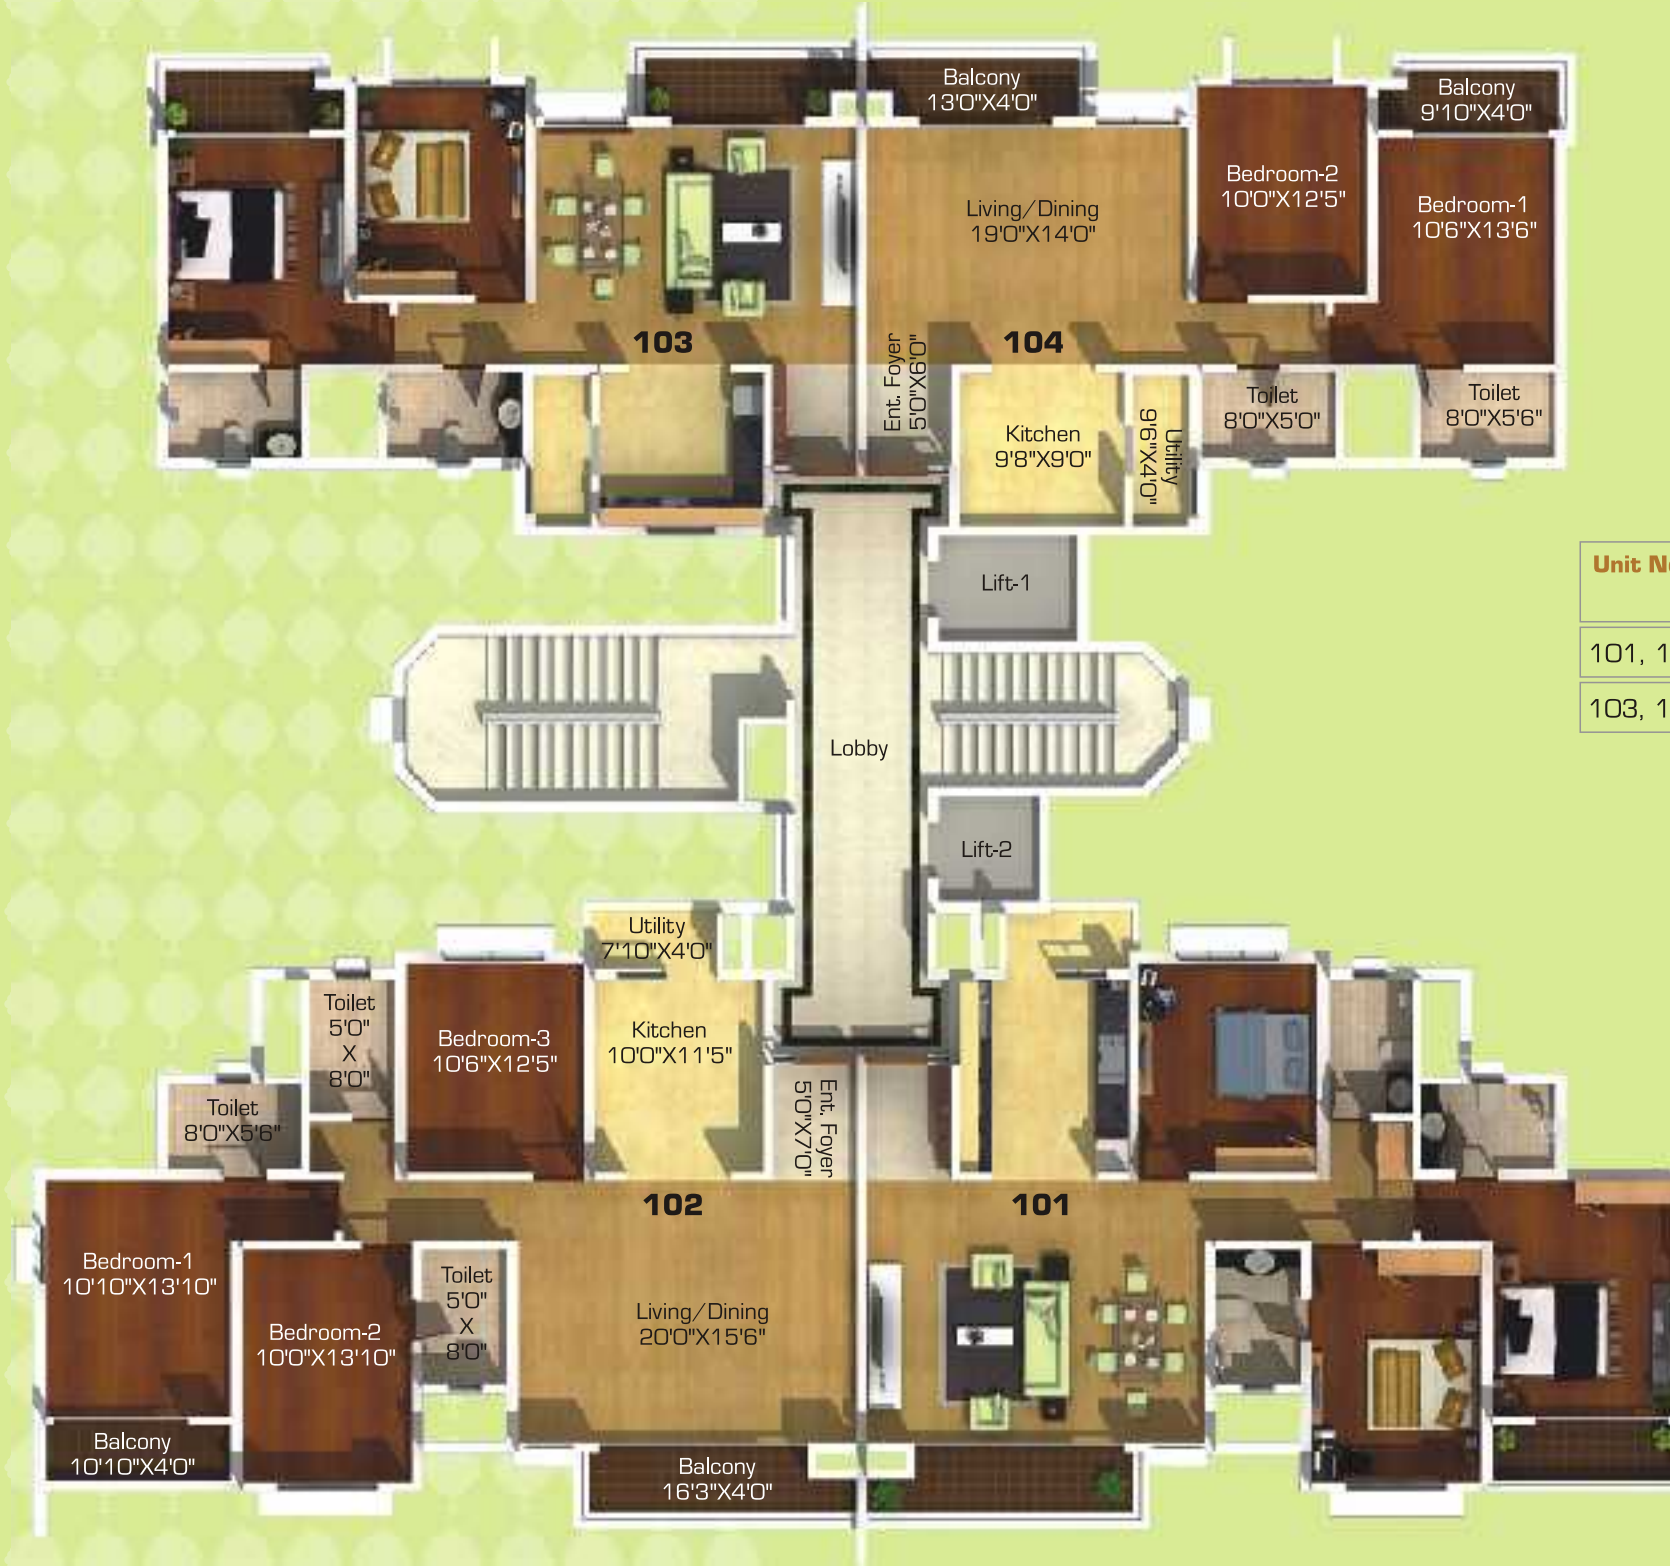 Balcony
13'0"X4'0"
Balcony
9'10"X4'0"
Bedroom-2
10'0"X12'5"
Bedroom-1
10'6"X13'6"
Living/Dining
19'0"X14'0"
103
104
Ent. Foyer
5'0"X6'0"
Kitchen
9'8"X9'0"
Utility
9'6"X4'0"
Toilet
8'0"X5'0"
Toilet
8'0"X5'6"
Lift-1
Unit No
101, 1
103, 1
Lobby
Lift-2
Utility
7'10"X4'0"
Toilet
5'0"
X
8'0"
Bedroom-3
10'6"X12'5"
Kitchen
10'0"X11'5"
Toilet
8'0"X5'6"
Ent. Foyer
5'0"X7'0"
102
101
Bedroom-1
10'10"X13'10"
Toilet
5'0"
X
8'0"
Bedroom-2
10'0"X13'10"
Living/Dining
20'0"X15'6"
Balcony
10'10"X4'0"
Balcony
16'3"X4'0"